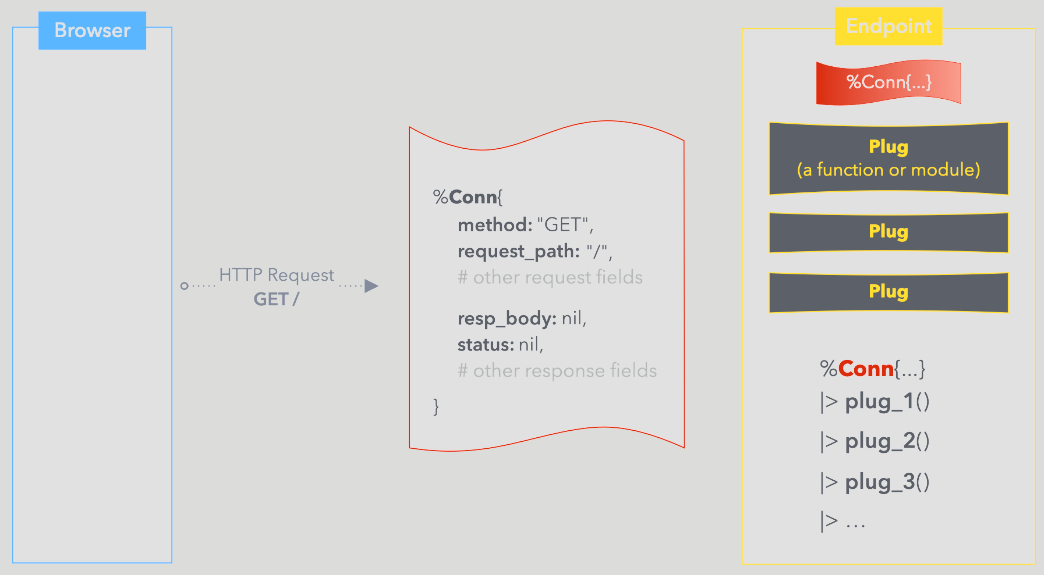 Browser
HTTP Request
GET /
%Conn{
method: "GET",
request_path: "/",
# other request fields
resp_body: nil,
status: nil,
# other response fields
}
Endpoint
%Conn{...}
Plug
(a function or module)
Plug
Plug
%Conn{...}
|> plug_1()
|> plug_2()
|> plug_3()
|> ...